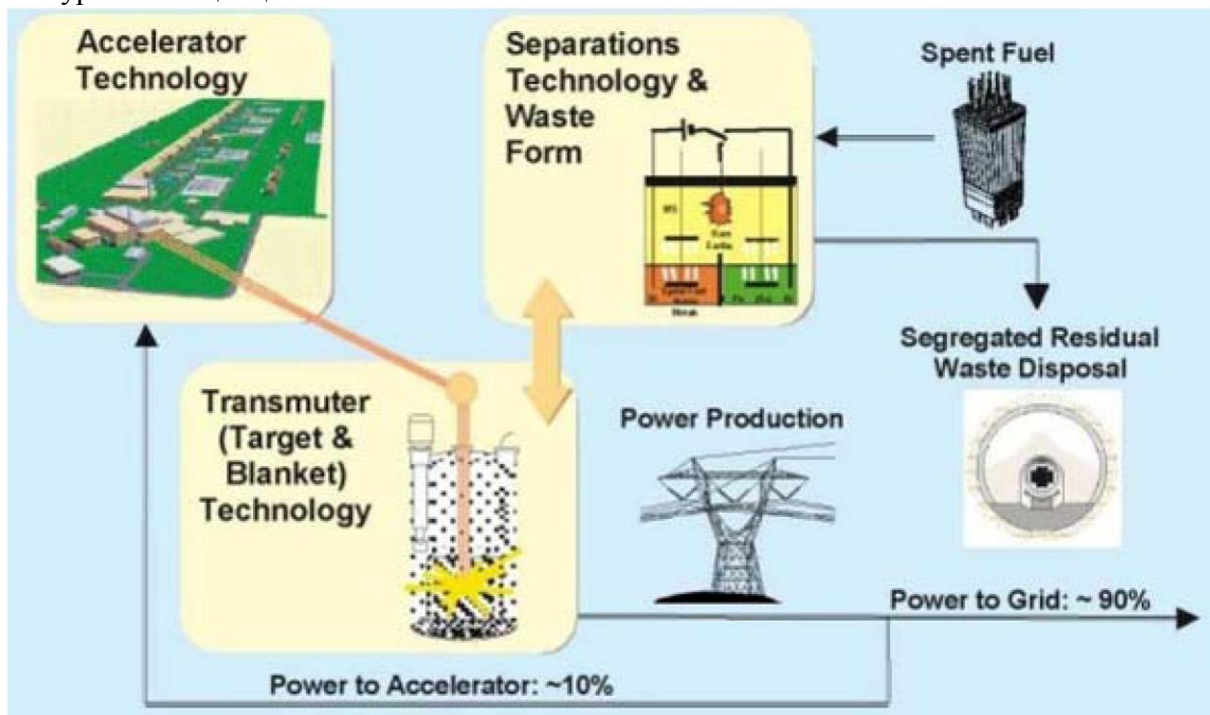 Accelerator
Technology
Separations
Technology &
Waste
Form
Spent Fuel
Segregated Residual
Waste Disposal
Transmuter
(Target &
Blanket)
Technology
Power Production
Power to Grid: ~ 90%
Power to Accelerator: ~10%